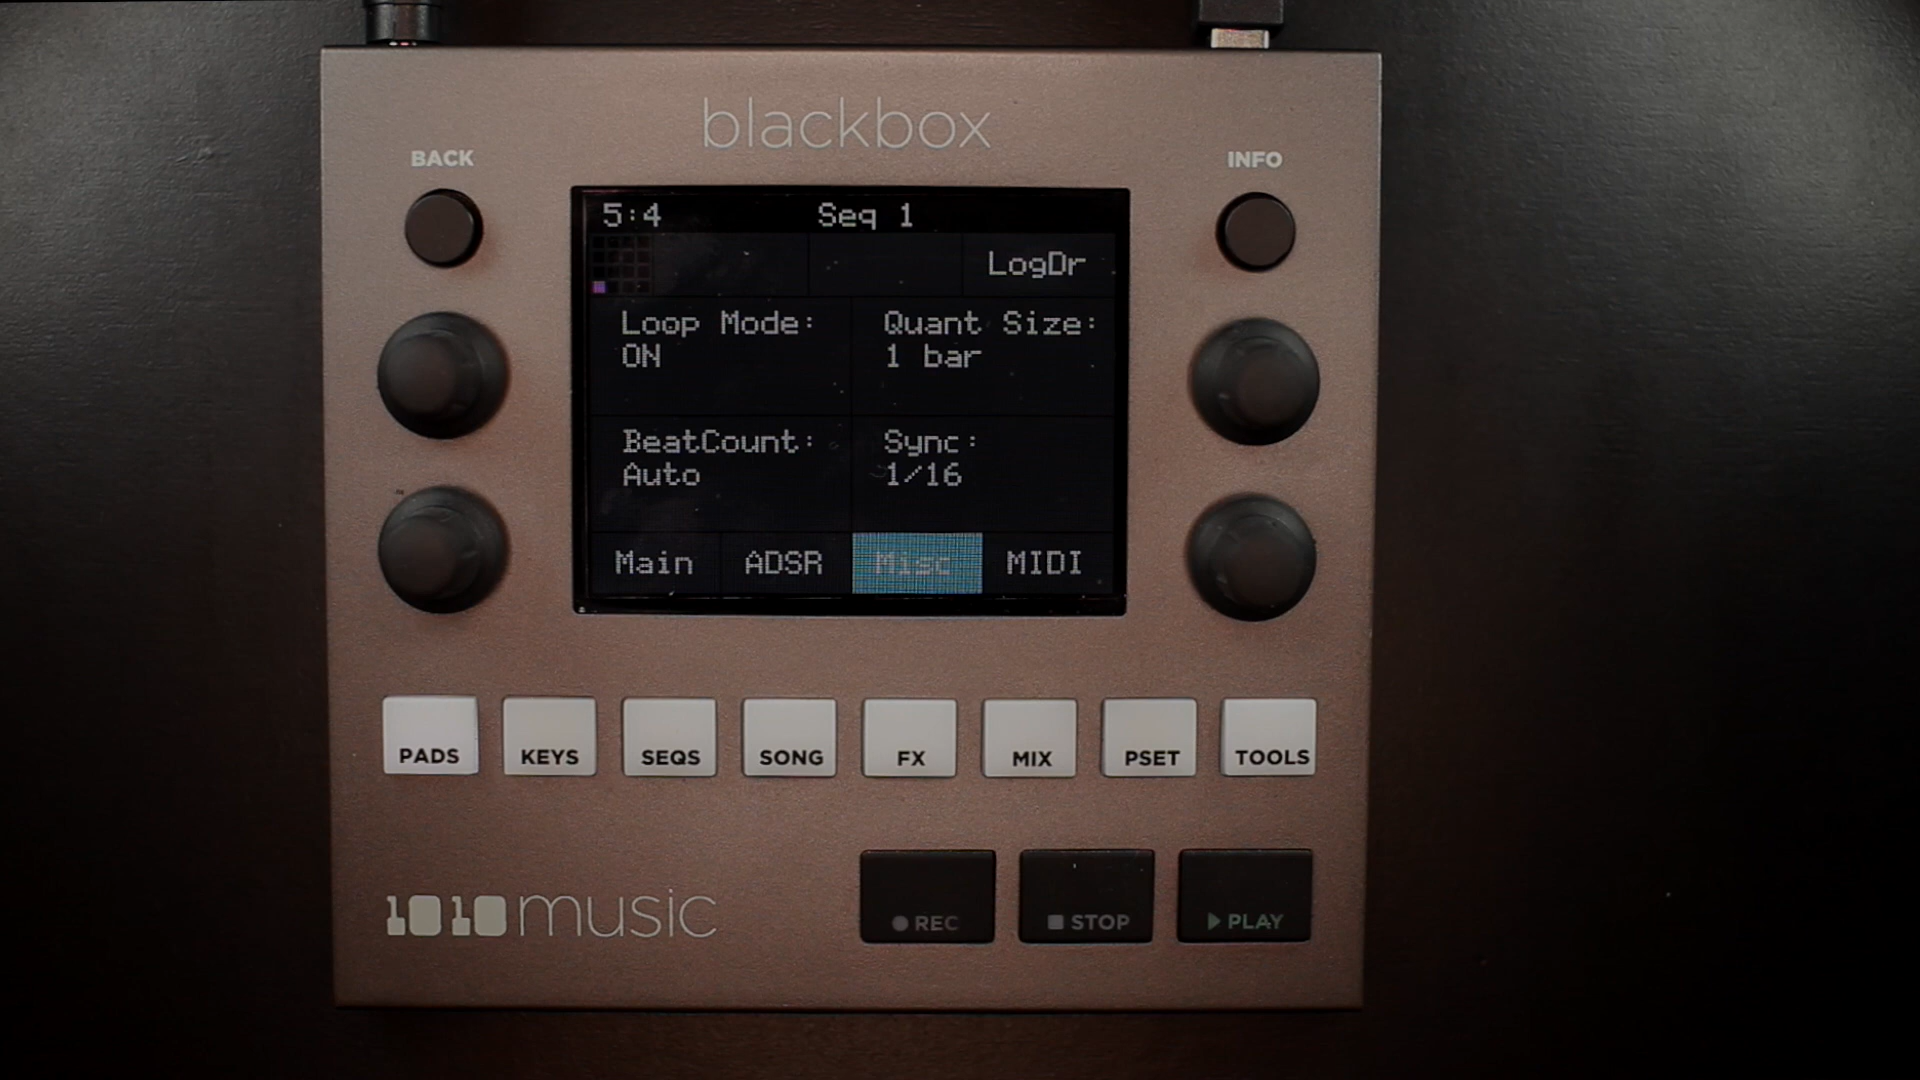 blackbox
BACK
INFO
5:4 Seq 1
LogDr
Loop Mode: Quant Size:
ON 1 bar
BeatCount: Sync:
Auto 1/16
Main ADSR Misc MIDI
PADS KEYS SEQS SONG FX MIX PSET TOOLS
1010music
REC STOP PLAY